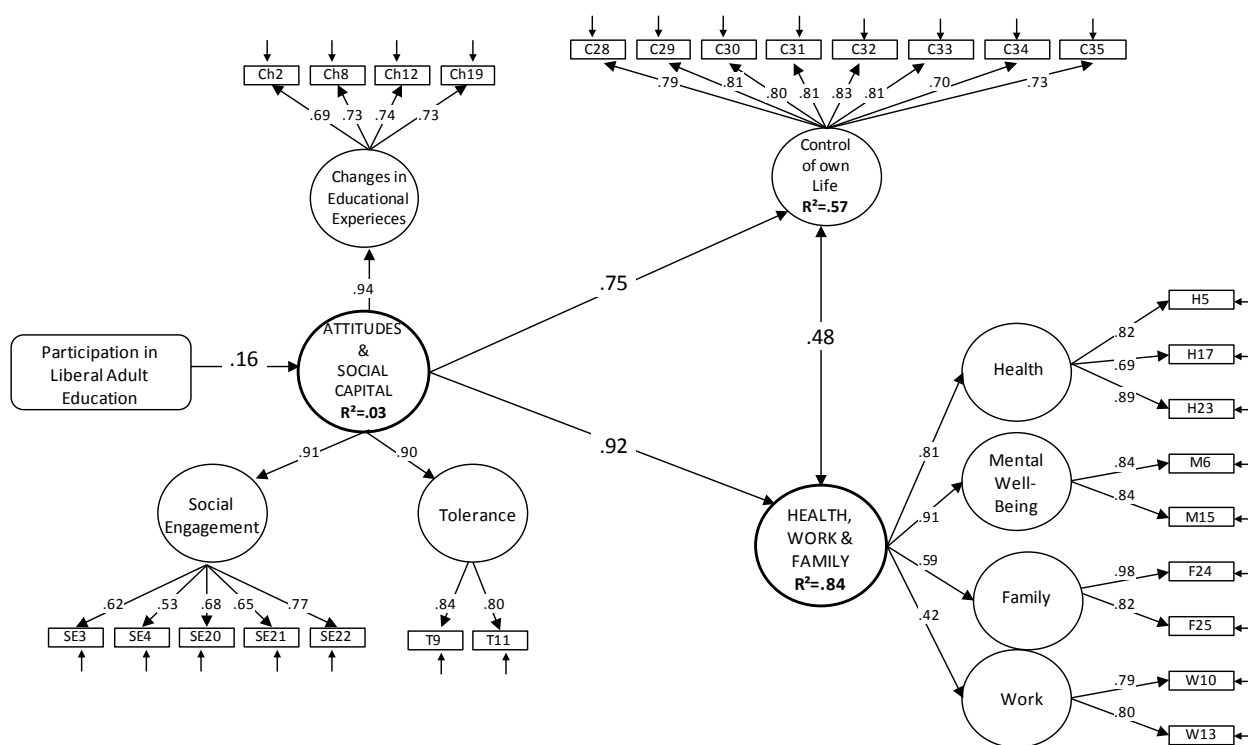 C28 C29 C30 C31 C32 C33 C34 C35
.79 .81 .80 .81 .83 .81 .70 .73
Ch2 Ch8 Ch12 Ch19
.69 .73 .74 .73
Changes in
Educational
Experieces
Control
of own
Life
R²=.57
.94
.75
.48
Participation in
Liberal Adult
Education
.16
ATTITUDES
&
SOCIAL
CAPITAL
R²=.03
.92
.91
.90
Social
Engagement
Tolerance
.62 .53 .68 .65 .77
SE3 SE4 SE20 SE21 SE22
.84 .80
T9 T11
HEALTH,
WORK &
FAMILY
R²=.84
.81
.91
.59
.42
Health
.82
.69
.89
H5
H17
H23
Mental
Well-
Being
.84
.84
M6
M15
Family
.98
.82
F24
F25
Work
.79
.80
W10
W13